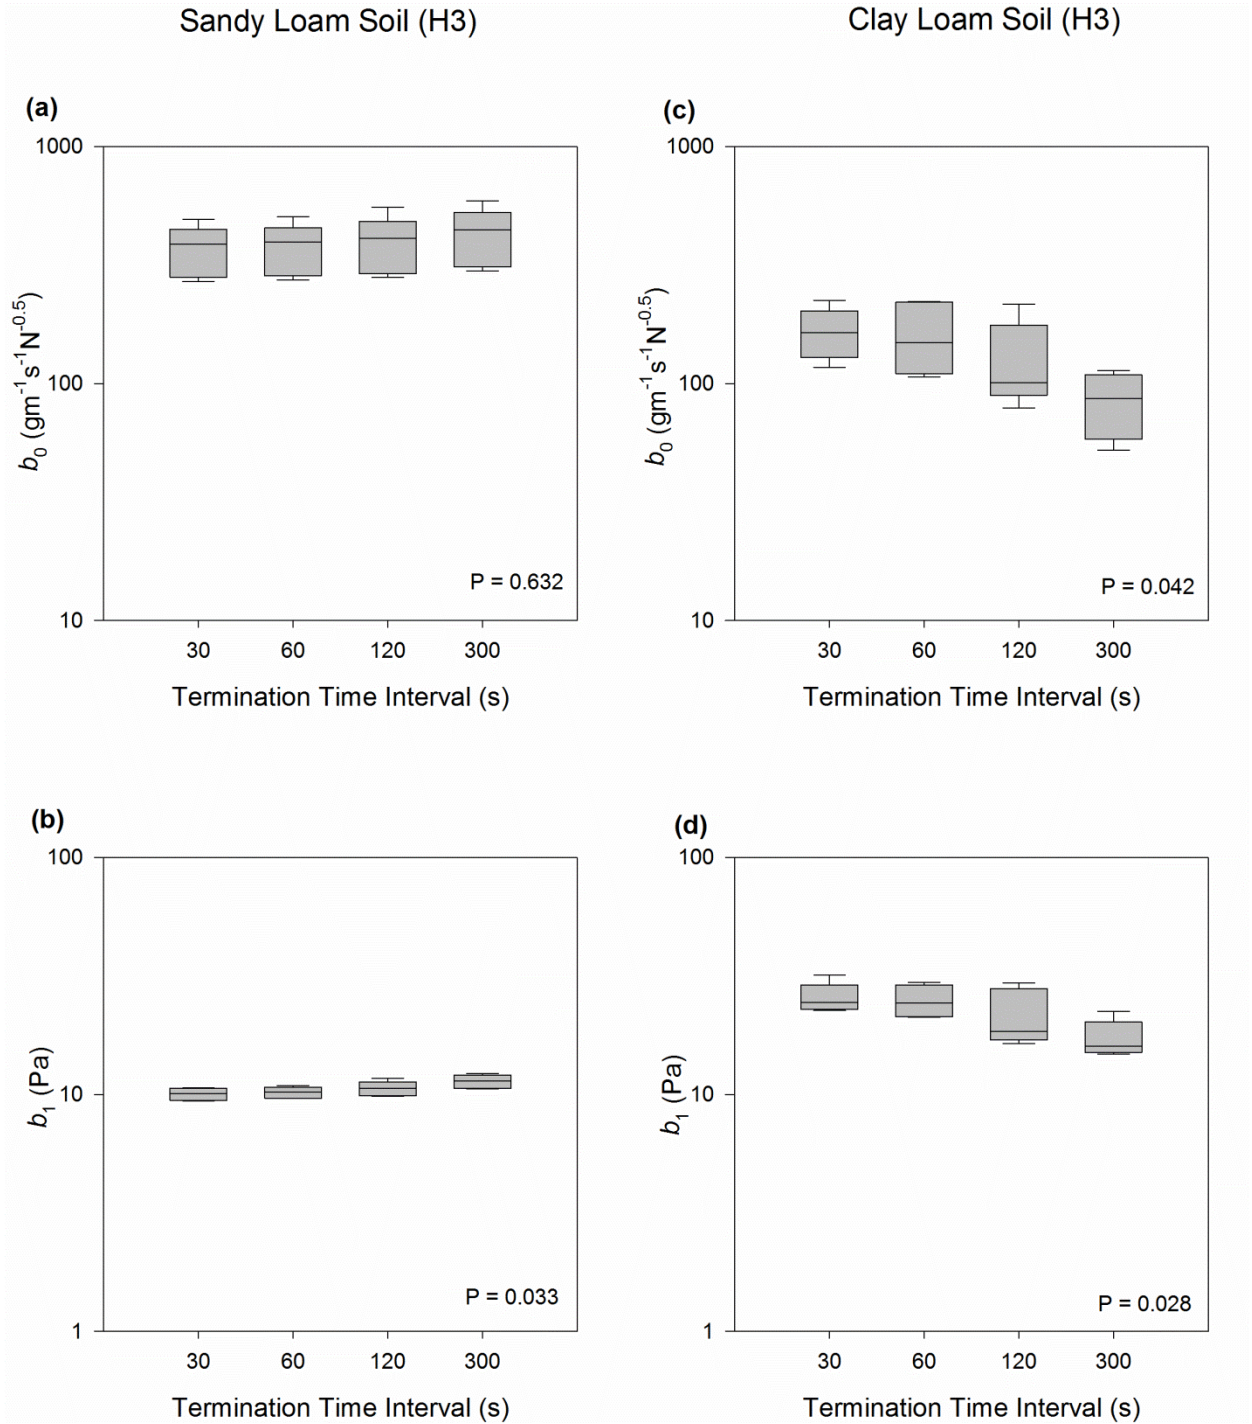 Sandy Loam Soil (H3)
Clay Loam Soil (H3)
(a)
1000
100
10
b₀ (gm⁻¹s⁻¹N⁻⁰·⁵)
P = 0.632
30 60 120 300
Termination Time Interval (s)
(c)
1000
100
10
b₀ (gm⁻¹s⁻¹N⁻⁰·⁵)
P = 0.042
30 60 120 300
Termination Time Interval (s)
(b)
100
10
1
b₁ (Pa)
P = 0.033
30 60 120 300
Termination Time Interval (s)
(d)
100
10
1
b₁ (Pa)
P = 0.028
30 60 120 300
Termination Time Interval (s)